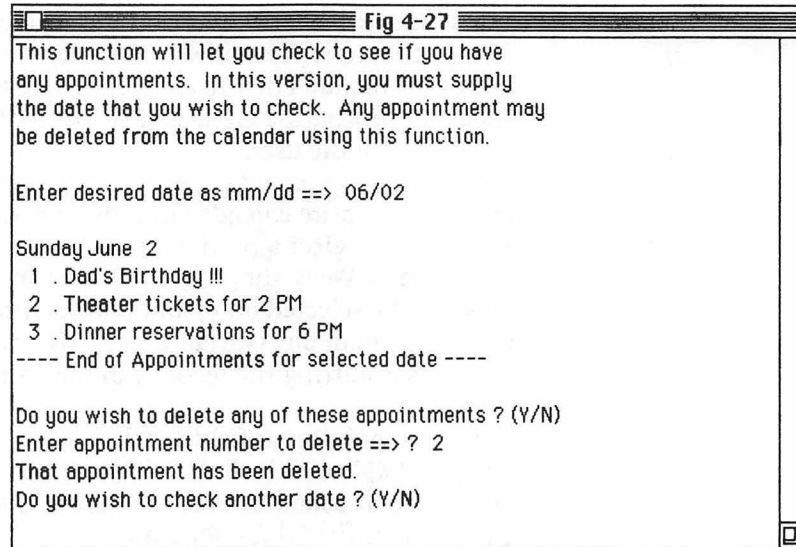 Fig 4-27
This function will let you check to see if you have
any appointments. In this version, you must supply
the date that you wish to check. Any appointment may
be deleted from the calendar using this function.
Enter desired date as mm/dd ==> 06/02
Sunday June 2
1 . Dad's Birthday !!!
2 . Theater tickets for 2 PM
3 . Dinner reservations for 6 PM
---- End of Appointments for selected date ----
Do you wish to delete any of these appointments ? (Y/N)
Enter appointment number to delete ==> ? 2
That appointment has been deleted.
Do you wish to check another date ? (Y/N)